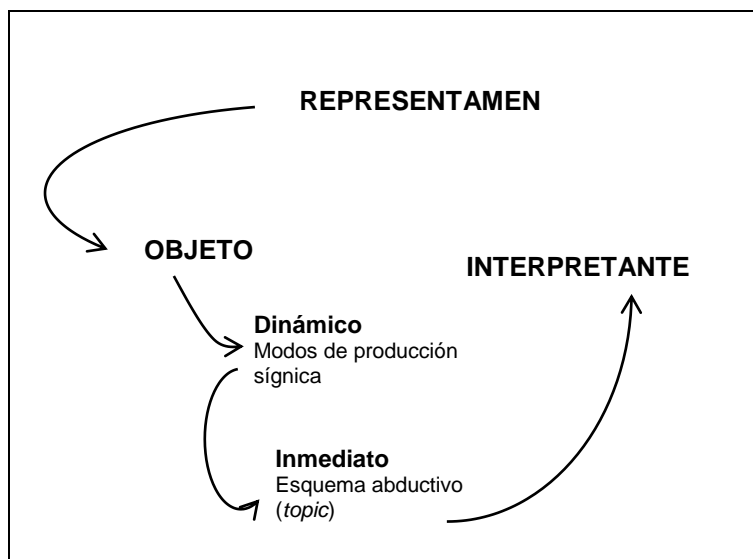 REPRESENTAMEN
OBJETO
INTERPRETANTE
Dinámico
Modos de producción
sígnica
Inmediato
Esquema abductivo
(topic)